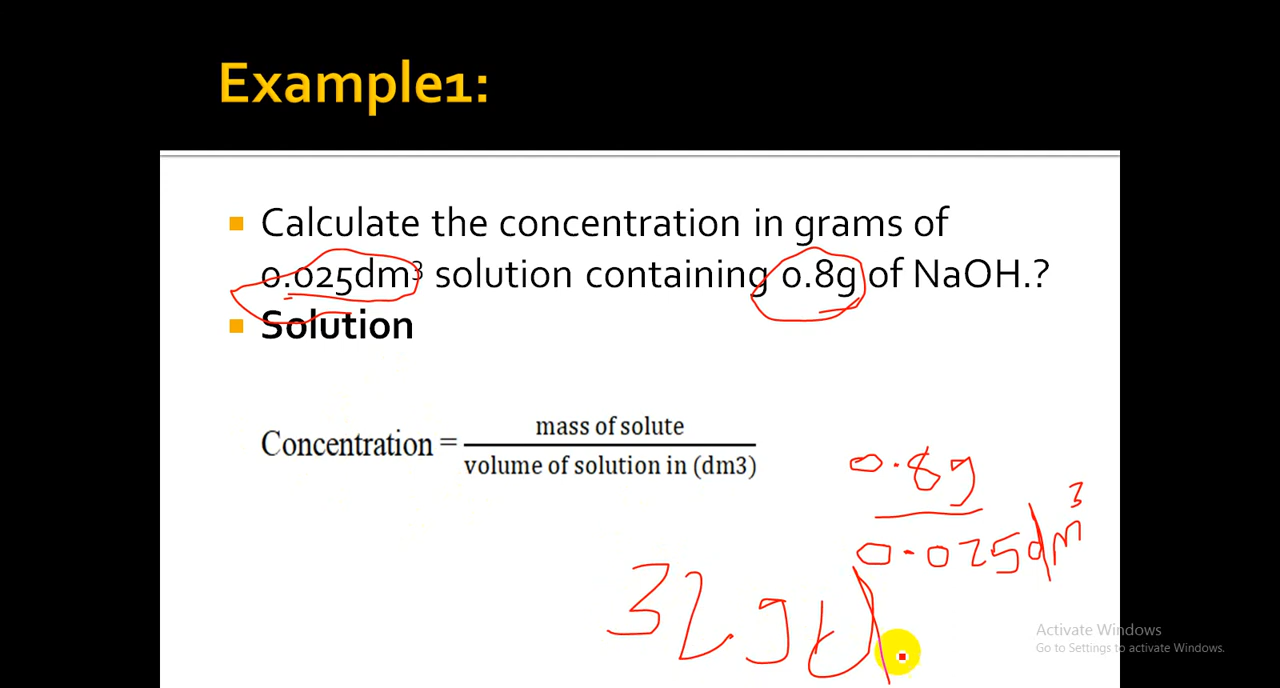 Example1:
Calculate the concentration in grams of
0.025dm³ solution containing 0.8g of NaOH.?
Solution
Concentration = mass of solute
volume of solution in (dm3)
0.8g
0.025dm³
32g
Activate Windows
Go to Settings to activate Windows.